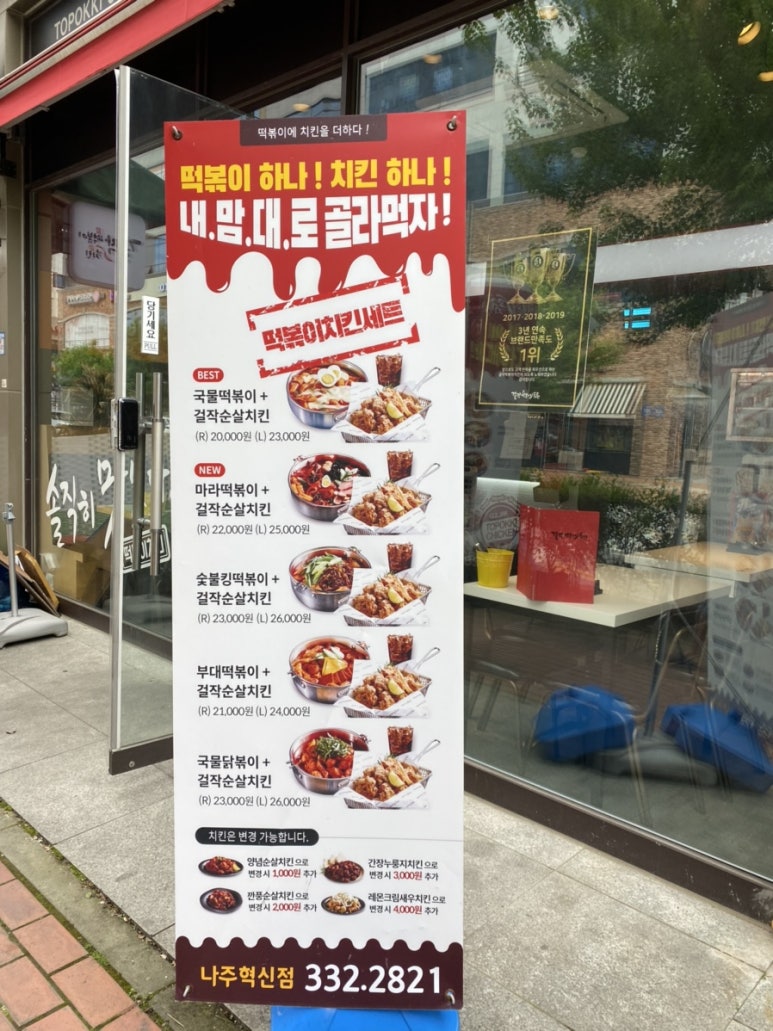 TOPOKKI
떡볶이에 치킨을 더하다 !
떡볶이 하나 ! 치킨 하나 !
내.맘.대.로 골라먹자 !
떡볶이치킨세트
BEST
국물떡볶이 +
걸작순살치킨
(R) 20,000원 (L) 23,000원
NEW
마라떡볶이 +
걸작순살치킨
(R) 22,000원 (L) 25,000원
숯불킹떡볶이 +
걸작순살치킨
(R) 23,000원 (L) 26,000원
부대떡볶이 +
걸작순살치킨
(R) 21,000원 (L) 24,000원
국물닭볶이 +
걸작순살치킨
(R) 23,000원 (L) 26,000원
치킨은 변경 가능합니다.
양념순살치킨 으로
변경 시 1,000원 추가
간장누룽지치킨 으로
변경 시 3,000원 추가
깐풍순살치킨 으로
변경 시 2,000원 추가
레몬크림새우치킨 으로
변경 시 4,000원 추가
나주혁신점 332.2821
당기세요
PULL
솔직히
2017·2018·2019
3년 연속
브랜드만족도
1위